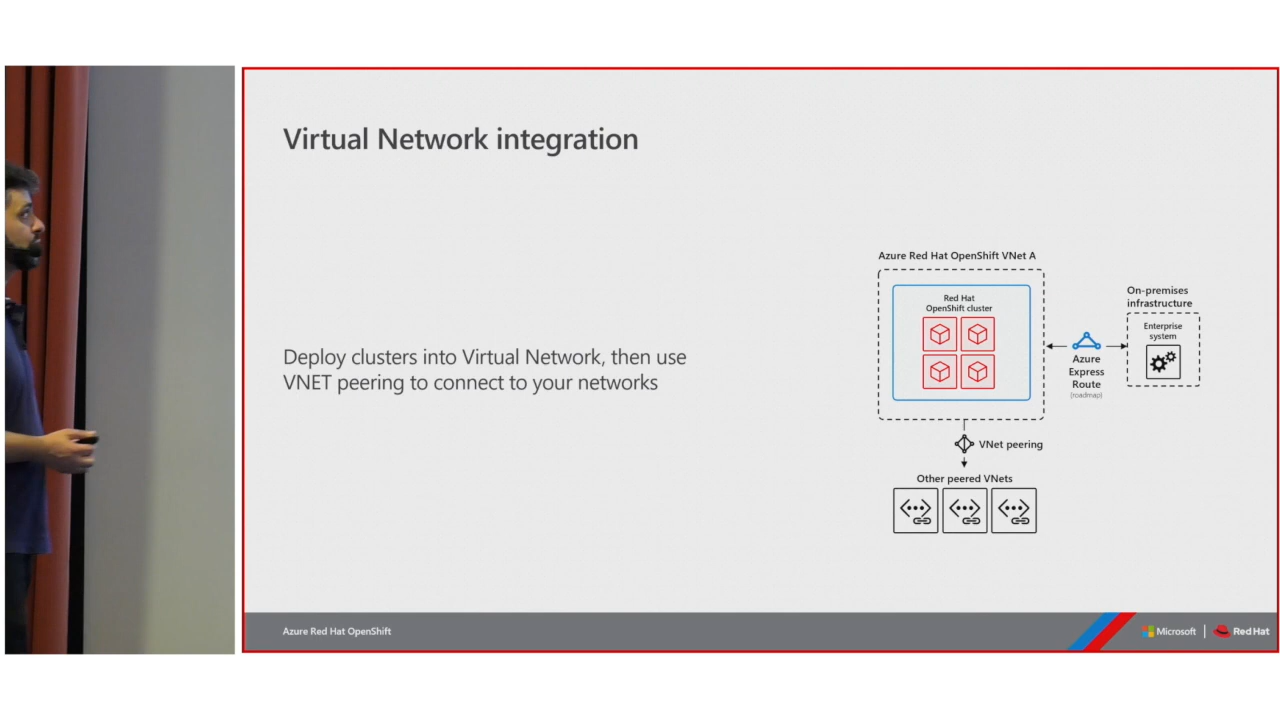 Virtual Network integration
Deploy clusters into Virtual Network, then use
VNET peering to connect to your networks
Azure Red Hat OpenShift VNet A
Red Hat
OpenShift cluster
On-premises
infrastructure
Enterprise
system
Azure
Express
Route
(roadmap)
VNet peering
Other peered VNets
Azure Red Hat OpenShift
Microsoft
Red Hat